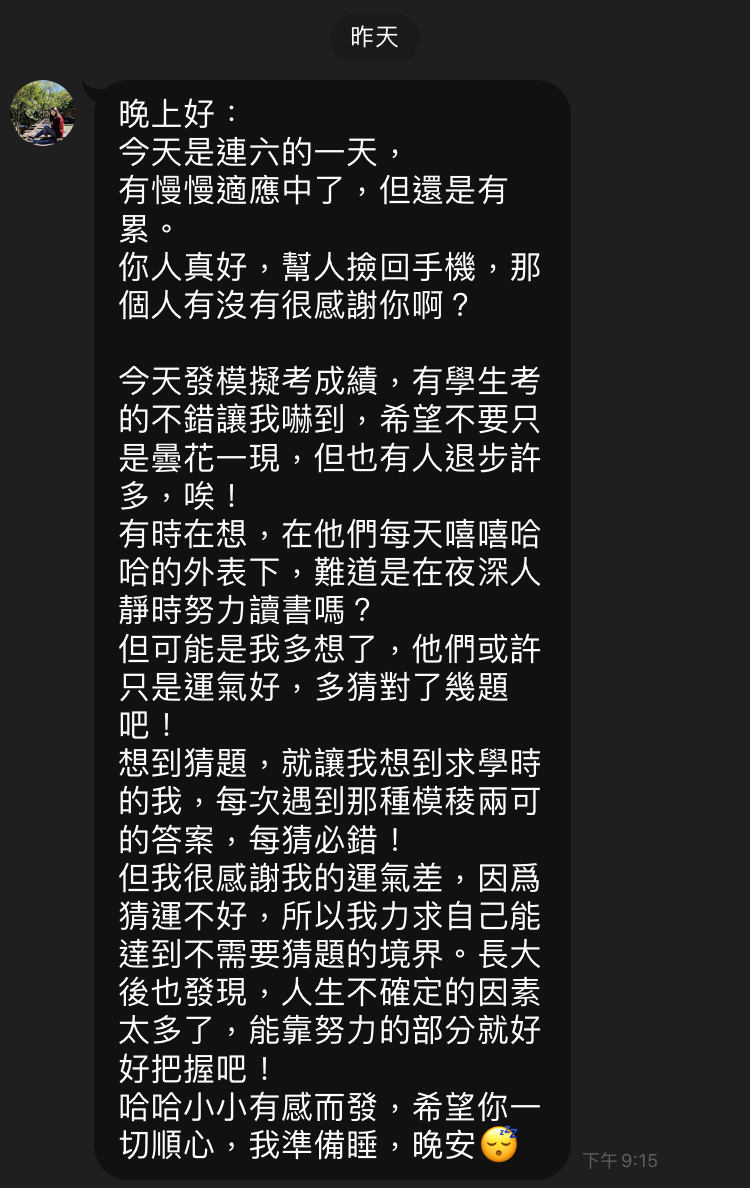 昨天
晚上好：
今天是連六的一天，
有慢慢適應中了，但還是有
累。
你人真好，幫人撿回手機，那
個人有沒有很感謝你啊？
今天發模擬考成績，有學生考
的不錯讓我嚇到，希望不要只
是曇花一現，但也有人退步許
多，唉！
有時在想，在他們每天嘻嘻哈
哈的外表下，難道是在夜深人
靜時努力讀書嗎？
但可能是我多想了，他們或許
只是運氣好，多猜對了幾題
吧！
想到猜題，就讓我想到求學時
的我，每次遇到那種模稜兩可
的答案，每猜必錯！
但我很感謝我的運氣差，因爲
猜運不好，所以我力求自己能
達到不需要猜題的境界。長大
後也發現，人生不確定的因素
太多了，能靠努力的部分就好
好把握吧！
哈哈小小有感而發，希望你一
切順心，我準備睡，晚安😴
下午 9:15